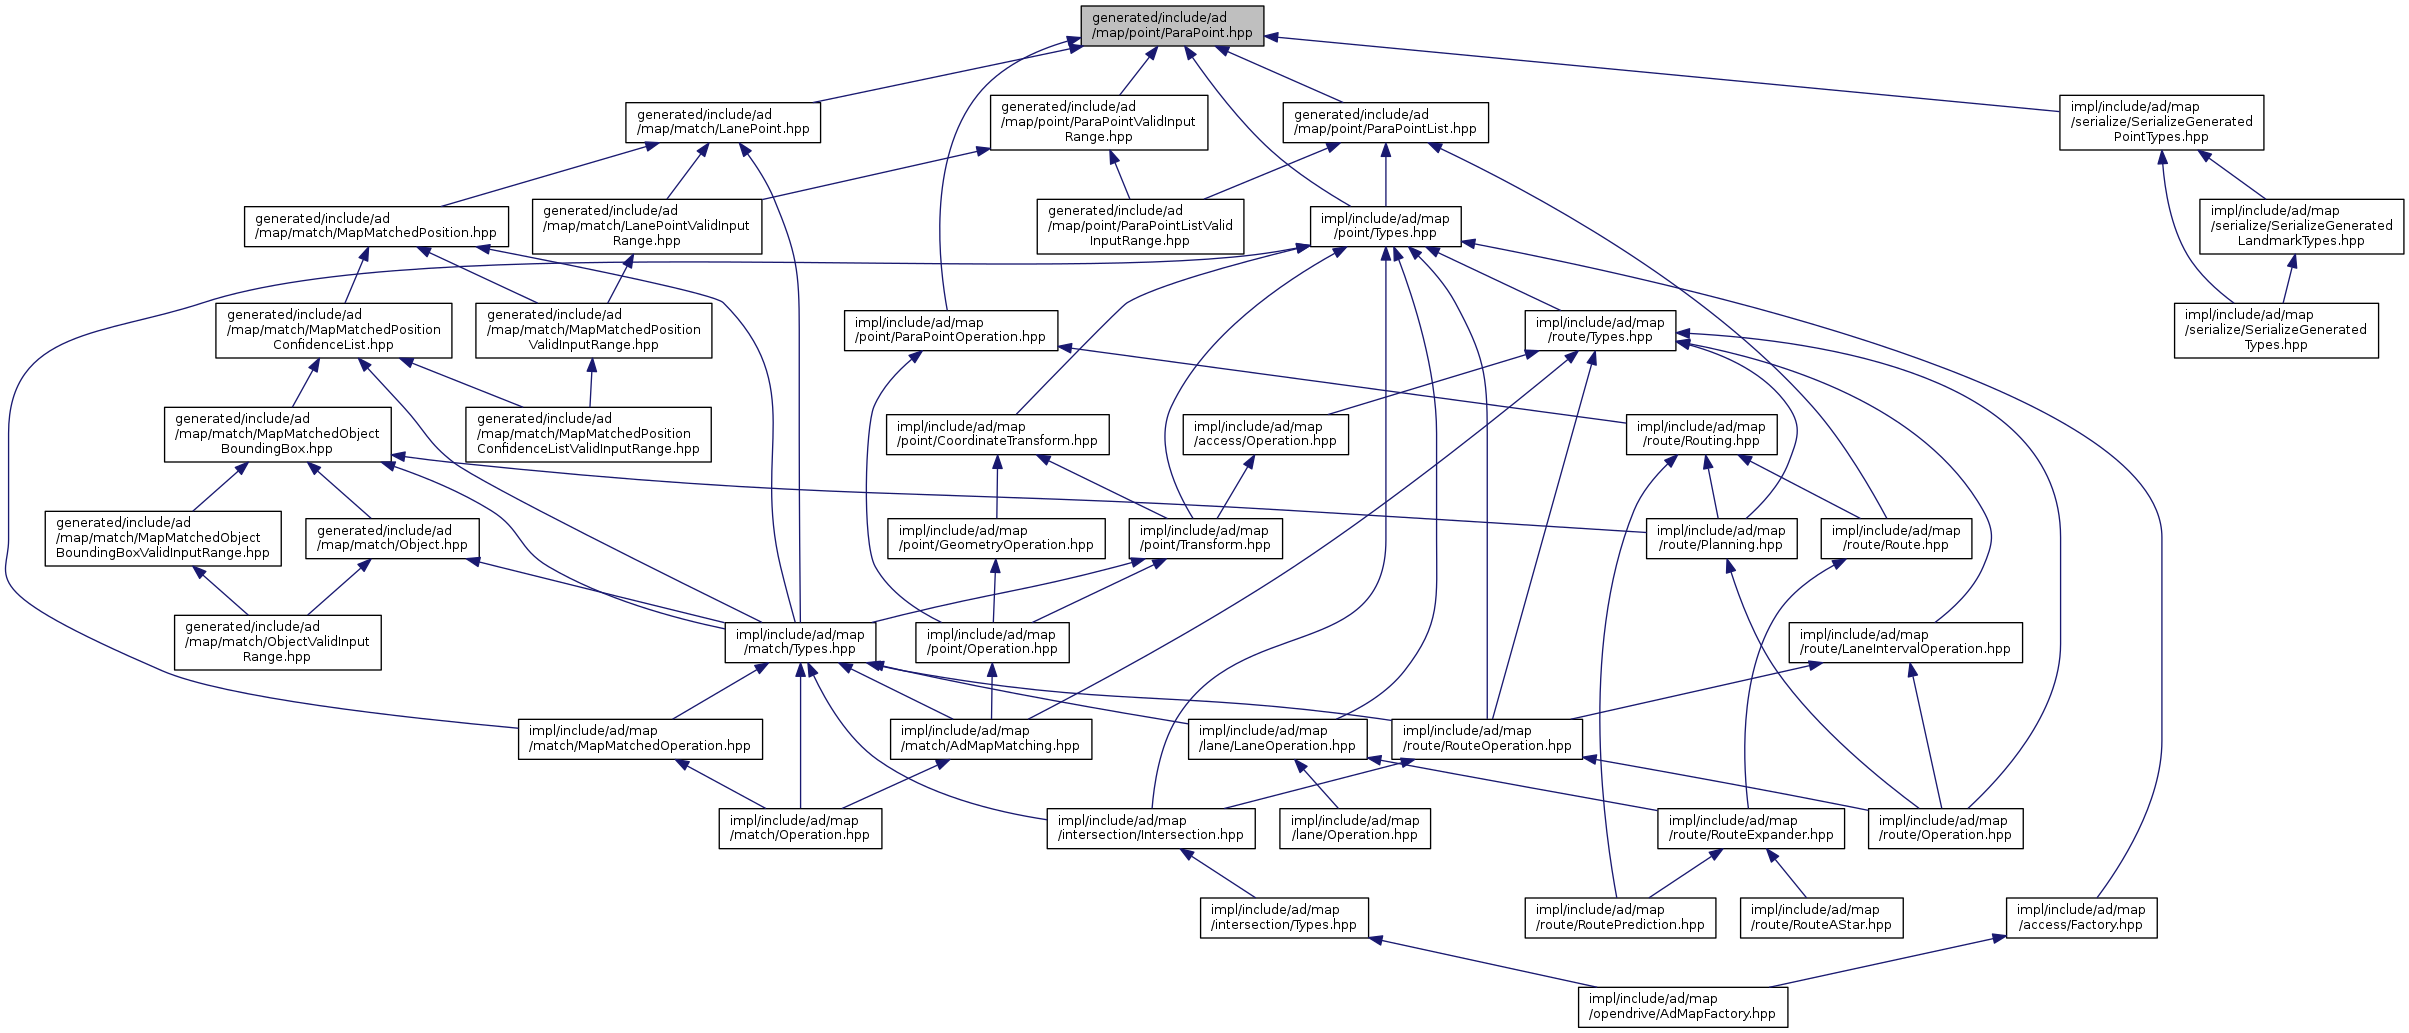 generated/include/ad
/map/point/ParaPoint.hpp
generated/include/ad
/map/match/LanePoint.hpp
generated/include/ad
/map/point/ParaPointValidInput
Range.hpp
generated/include/ad
/map/point/ParaPointList.hpp
impl/include/ad/map
/serialize/SerializeGenerated
PointTypes.hpp
generated/include/ad
/map/match/MapMatchedPosition.hpp
generated/include/ad
/map/match/LanePointValidInput
Range.hpp
generated/include/ad
/map/point/ParaPointListValid
InputRange.hpp
impl/include/ad/map
/point/Types.hpp
impl/include/ad/map
/serialize/SerializeGenerated
LandmarkTypes.hpp
generated/include/ad
/map/match/MapMatchedPosition
ConfidenceList.hpp
generated/include/ad
/map/match/MapMatchedPosition
ValidInputRange.hpp
impl/include/ad/map
/point/ParaPointOperation.hpp
impl/include/ad/map
/route/Types.hpp
impl/include/ad/map
/serialize/SerializeGenerated
Types.hpp
generated/include/ad
/map/match/MapMatchedObject
BoundingBox.hpp
generated/include/ad
/map/match/MapMatchedPosition
ConfidenceListValidInputRange.hpp
impl/include/ad/map
/point/CoordinateTransform.hpp
impl/include/ad/map
/access/Operation.hpp
impl/include/ad/map
/route/Routing.hpp
generated/include/ad
/map/match/MapMatchedObject
BoundingBoxValidInputRange.hpp
generated/include/ad
/map/match/Object.hpp
impl/include/ad/map
/point/GeometryOperation.hpp
impl/include/ad/map
/point/Transform.hpp
impl/include/ad/map
/route/Planning.hpp
impl/include/ad/map
/route/Route.hpp
generated/include/ad
/map/match/ObjectValidInput
Range.hpp
impl/include/ad/map
/match/Types.hpp
impl/include/ad/map
/point/Operation.hpp
impl/include/ad/map
/route/LaneIntervalOperation.hpp
impl/include/ad/map
/match/MapMatchedOperation.hpp
impl/include/ad/map
/match/AdMapMatching.hpp
impl/include/ad/map
/lane/LaneOperation.hpp
impl/include/ad/map
/route/RouteOperation.hpp
impl/include/ad/map
/match/Operation.hpp
impl/include/ad/map
/intersection/Intersection.hpp
impl/include/ad/map
/lane/Operation.hpp
impl/include/ad/map
/route/RouteExpander.hpp
impl/include/ad/map
/route/Operation.hpp
impl/include/ad/map
/intersection/Types.hpp
impl/include/ad/map
/route/RoutePrediction.hpp
impl/include/ad/map
/route/RouteAStar.hpp
impl/include/ad/map
/access/Factory.hpp
impl/include/ad/map
/opendrive/AdMapFactory.hpp